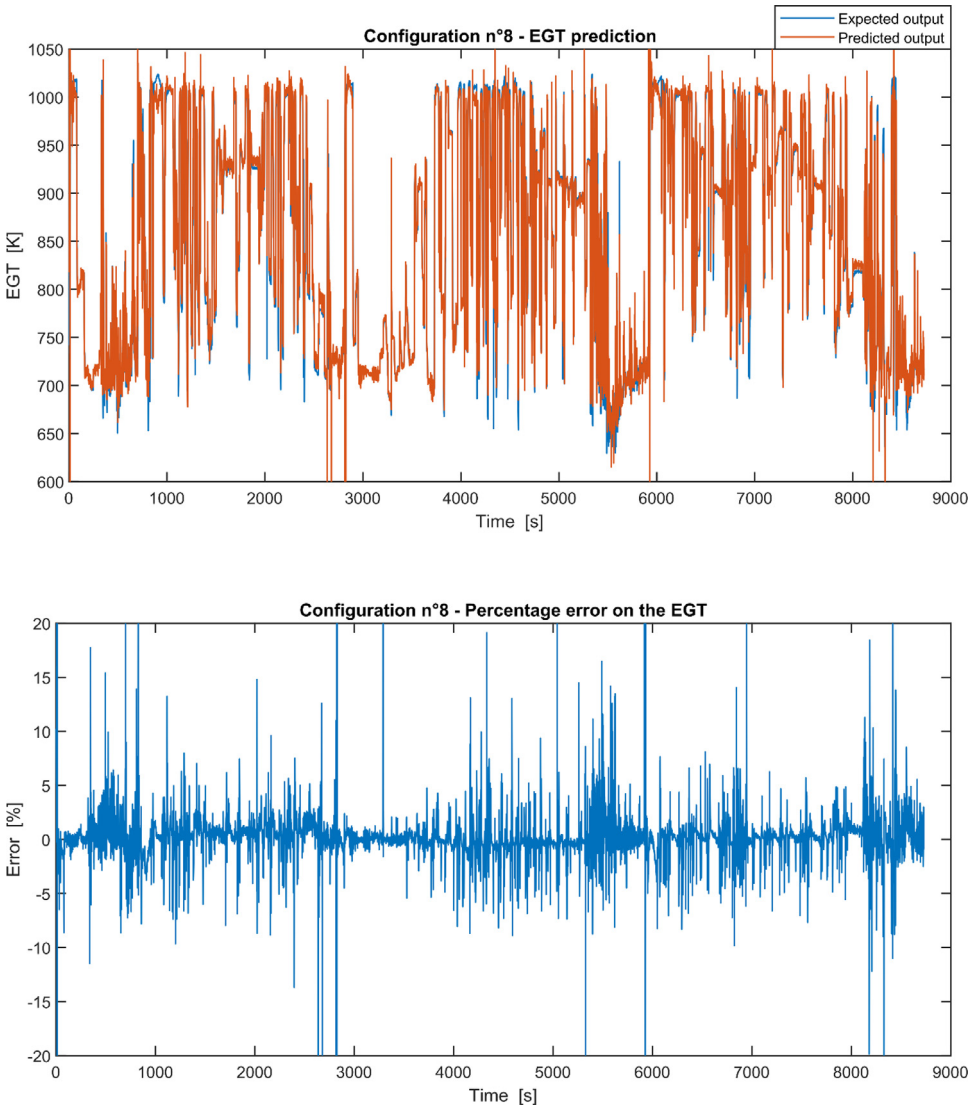 Configuration n°8 - EGT prediction
Expected output
Predicted output
1050
1000
950
900
850
800
750
700
650
600
EGT [K]
0 1000 2000 3000 4000 5000 6000 7000 8000 9000
Time [s]
Configuration n°8 - Percentage error on the EGT
20
15
10
5
0
-5
-10
-15
-20
Error [%]
0 1000 2000 3000 4000 5000 6000 7000 8000 9000
Time [s]